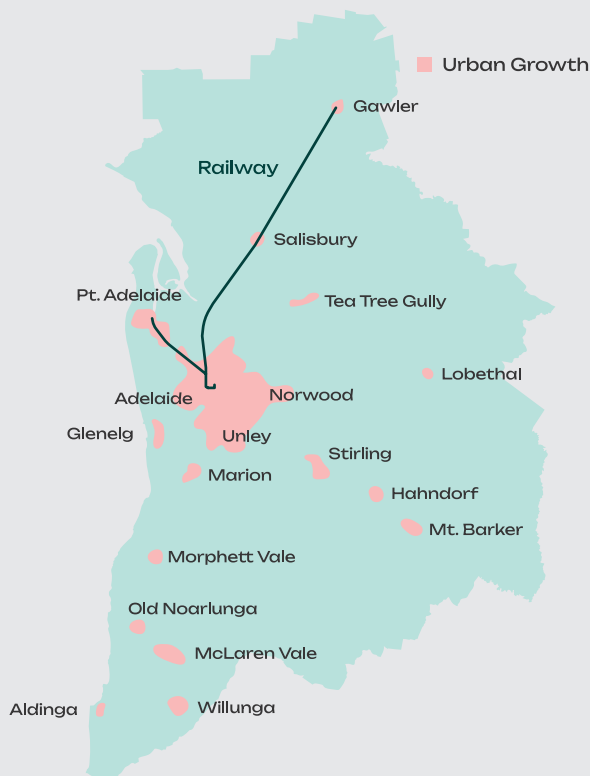 Urban Growth
Gawler
Railway
Salisbury
Pt. Adelaide
Tea Tree Gully
Lobethal
Adelaide
Norwood
Glenelg
Unley
Stirling
Marion
Hahndorf
Mt. Barker
Morphett Vale
Old Noarlunga
McLaren Vale
Aldinga
Willunga